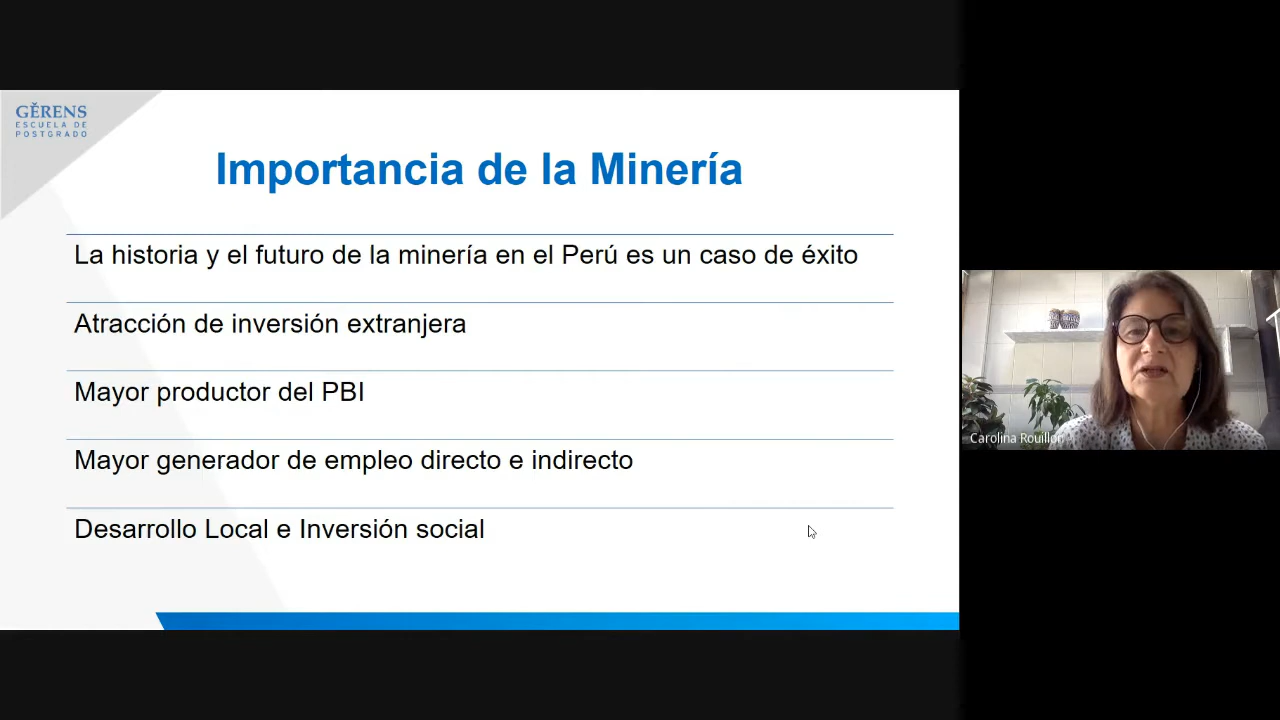 GĚRENS
ESCUELA DE
POSTGRADO
Importancia de la Minería
La historia y el futuro de la minería en el Perú es un caso de éxito
Atracción de inversión extranjera
Mayor productor del PBI
Mayor generador de empleo directo e indirecto
Desarrollo Local e Inversión social
Carolina Rouillon